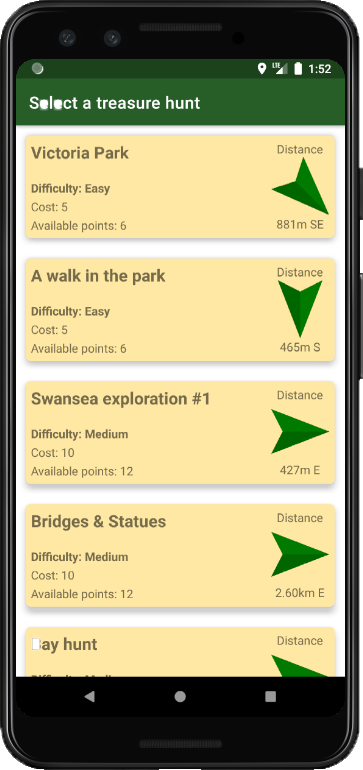 LTE 1:52
Select a treasure hunt
Victoria Park
Distance
Difficulty: Easy
Cost: 5
Available points: 6
881m SE
A walk in the park
Distance
Difficulty: Easy
Cost: 5
Available points: 6
465m S
Swansea exploration #1
Distance
Difficulty: Medium
Cost: 10
Available points: 12
427m E
Bridges & Statues
Distance
Difficulty: Medium
Cost: 10
Available points: 12
2.60km E
hunt
Distance